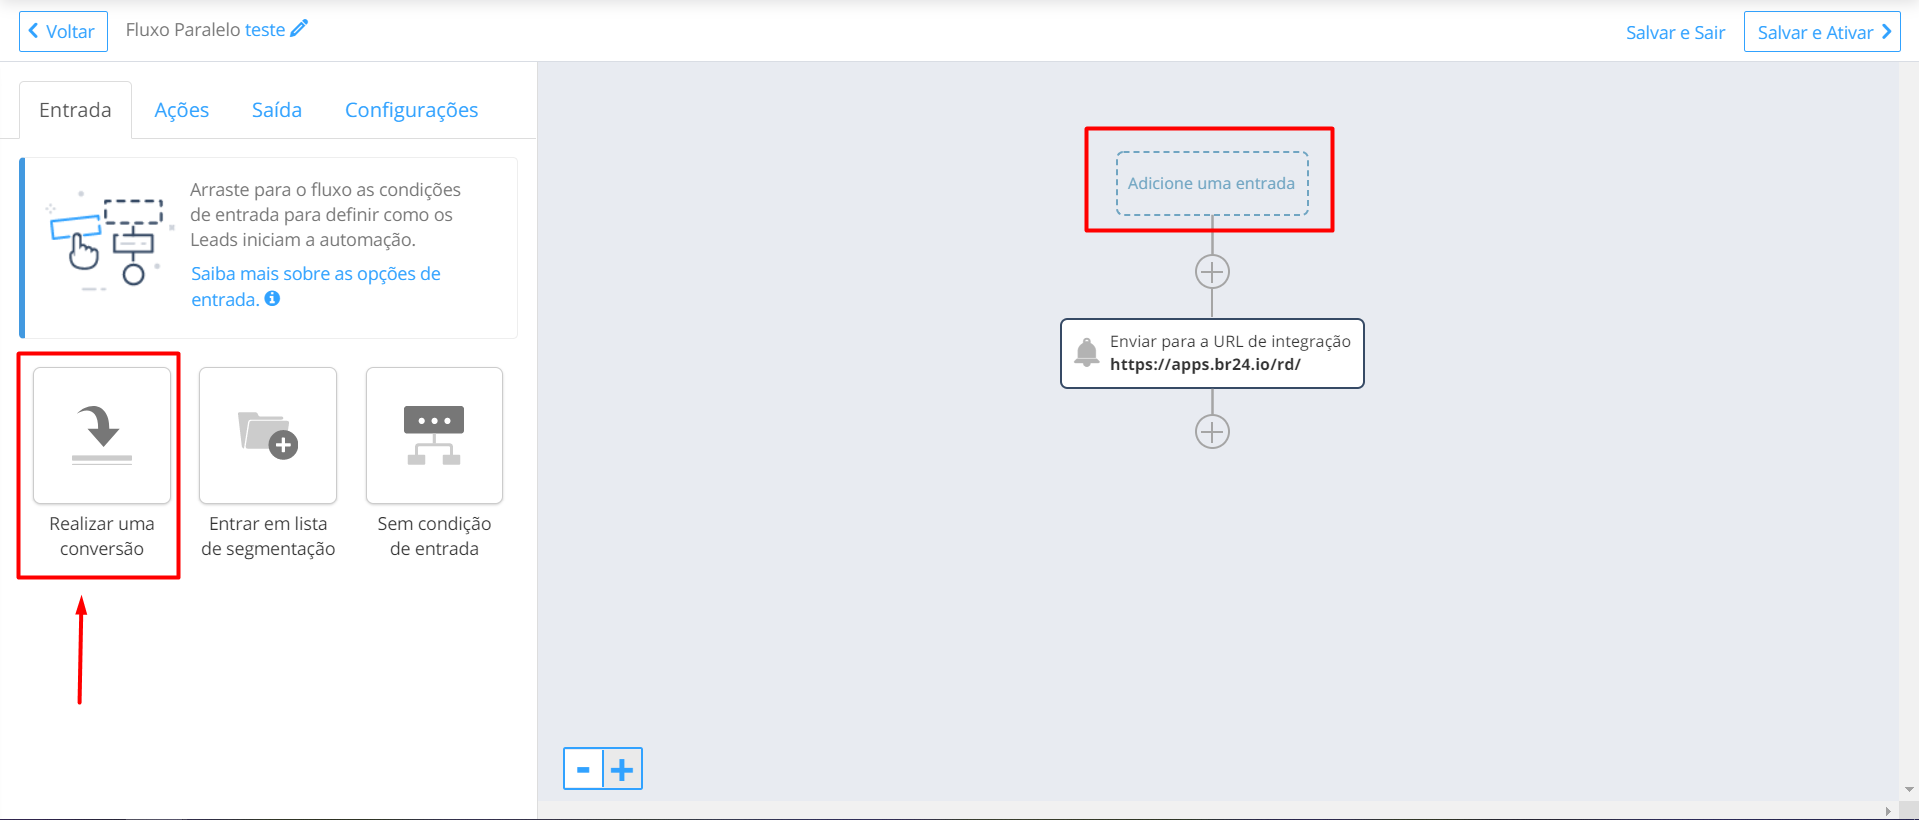 Voltar
Fluxo Paralelo teste
Salvar e Sair
Salvar e Ativar
Entrada
Ações
Saída
Configurações
Arraste para o fluxo as condições
de entrada para definir como os
Leads iniciam a automação.
Saiba mais sobre as opções de
entrada.
Realizar uma
conversão
Entrar em lista
de segmentação
Sem condição
de entrada
Adicione uma entrada
Enviar para a URL de integração
https://apps.br24.io/rd/